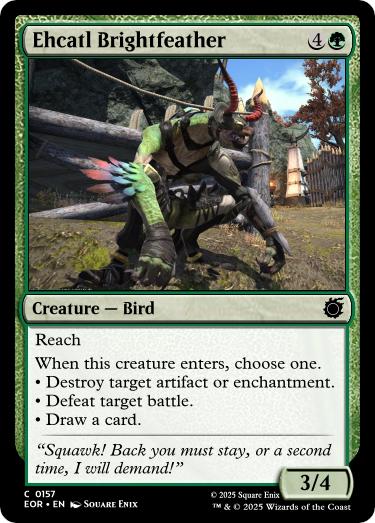 Ehcatl Brightfeather 4
Creature — Bird
Reach
When this creature enters, choose one.
• Destroy target artifact or enchantment.
• Defeat target battle.
• Draw a card.
“Squawk! Back you must stay, or a second
time, I will demand!”
3/4
C 0157
EOR • EN SQUARE ENIX
© 2025 Square Enix
™ & © 2025 Wizards of the Coast